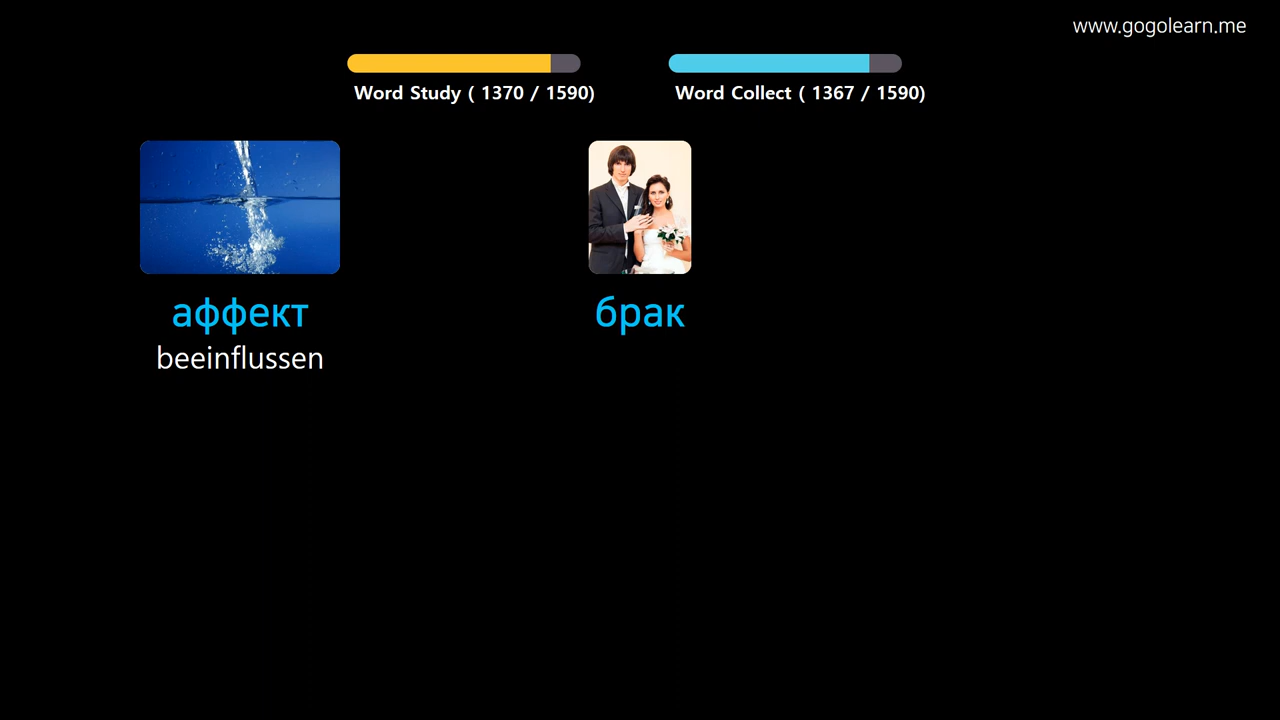 www.gogolearn.me
Word Study ( 1370 / 1590)
Word Collect ( 1367 / 1590)
аффект
брак
beeinflussen